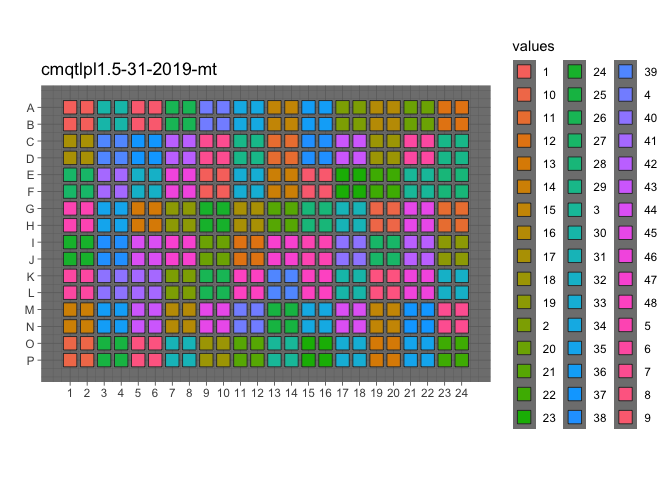 values
cmqtlpl1.5-31-2019-mt
1 24 39
10 25 4
11 26 40
12 27 41
13 28 42
14 29 43
15 3 44
16 30 45
17 31 46
18 32 47
19 33 48
2 34 5
20 35 6
21 36 7
22 37 8
23 38 9
A
B
C
D
E
F
G
H
I
J
K
L
M
N
O
P
1 2 3 4 5 6 7 8 9 10 11 12 13 14 15 16 17 18 19 20 21 22 23 24